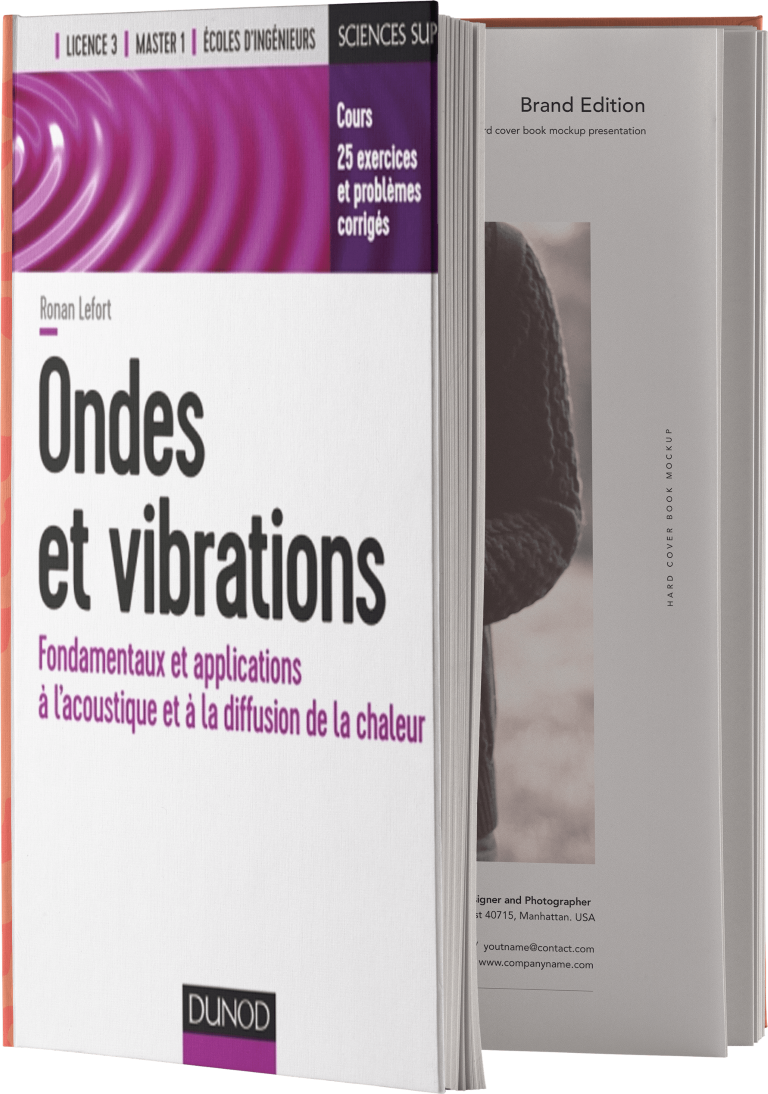 | LICENCE 3 | MASTER 1 | ÉCOLES D'INGÉNIEURS
SCIENCES SUP
Cours
25 exercices
et problèmes
corrigés
Ronan Lefort
Ondes
et vibrations
Fondamentaux et applications
à l'acoustique et à la diffusion de la chaleur
DUNOD
Brand Edition
cover book mockup presentation
HARD COVER BOOK MOCKUP
and Photographer
40715, Manhattan. USA
/ youtname@contact.com
www.companyname.com